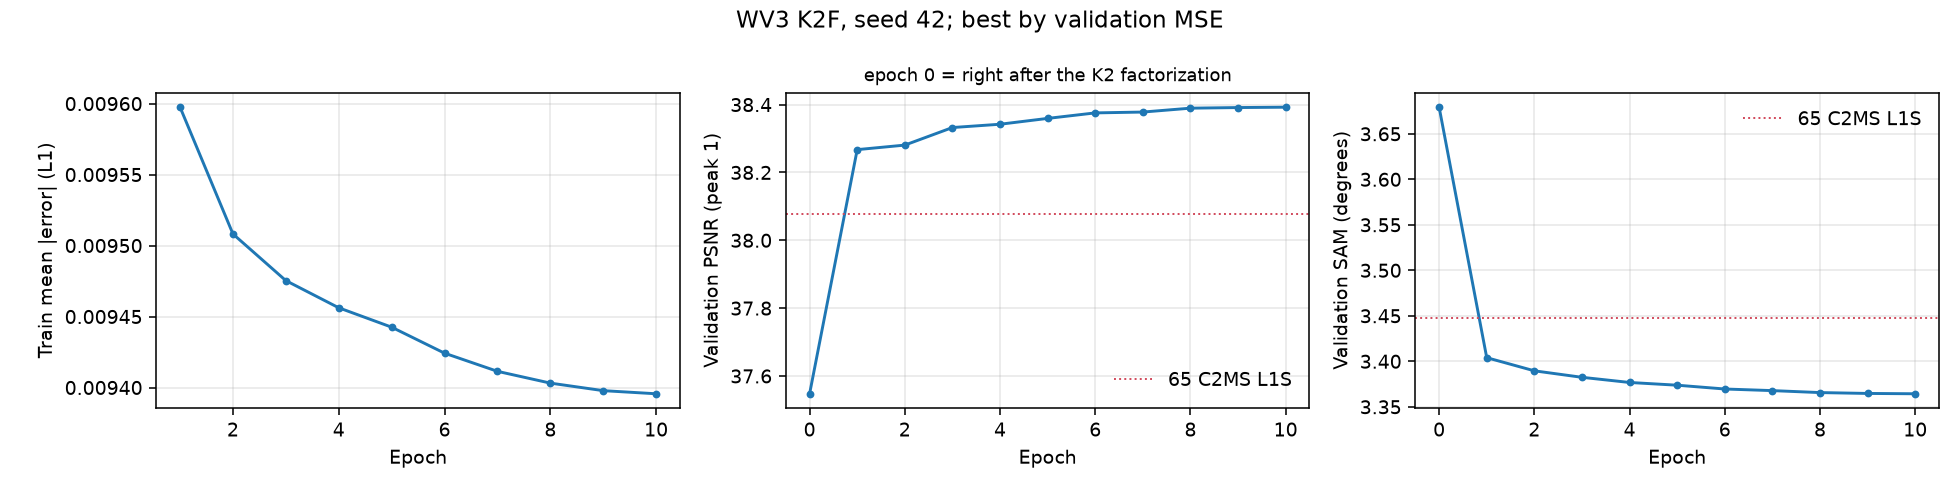 WV3 K2F, seed 42; best by validation MSE
Train mean |error| (L1)
0.00960
0.00955
0.00950
0.00945
0.00940
2 4 6 8 10
Epoch
epoch 0 = right after the K2 factorization
Validation PSNR (peak 1)
38.4
38.2
38.0
37.8
37.6
65 C2MS L1S
0 2 4 6 8 10
Epoch
Validation SAM (degrees)
65 C2MS L1S
3.65
3.60
3.55
3.50
3.45
3.40
3.35
0 2 4 6 8 10
Epoch